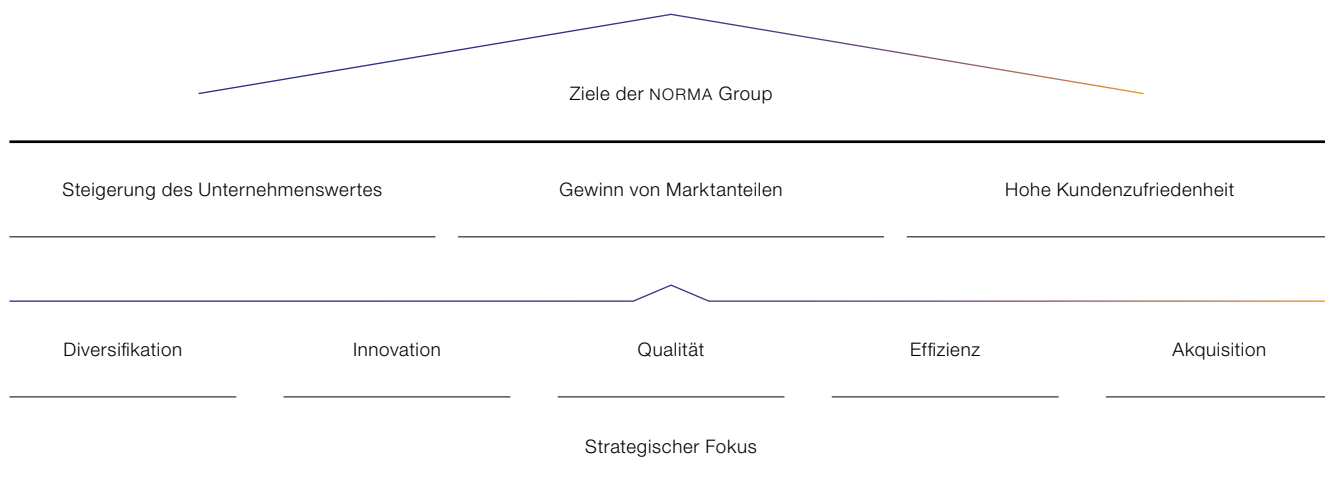 Ziele der NORMA Group
Steigerung des Unternehmenswertes
Gewinn von Marktanteilen
Hohe Kundenzufriedenheit
Diversifikation
Innovation
Qualität
Effizienz
Akquisition
Strategischer Fokus